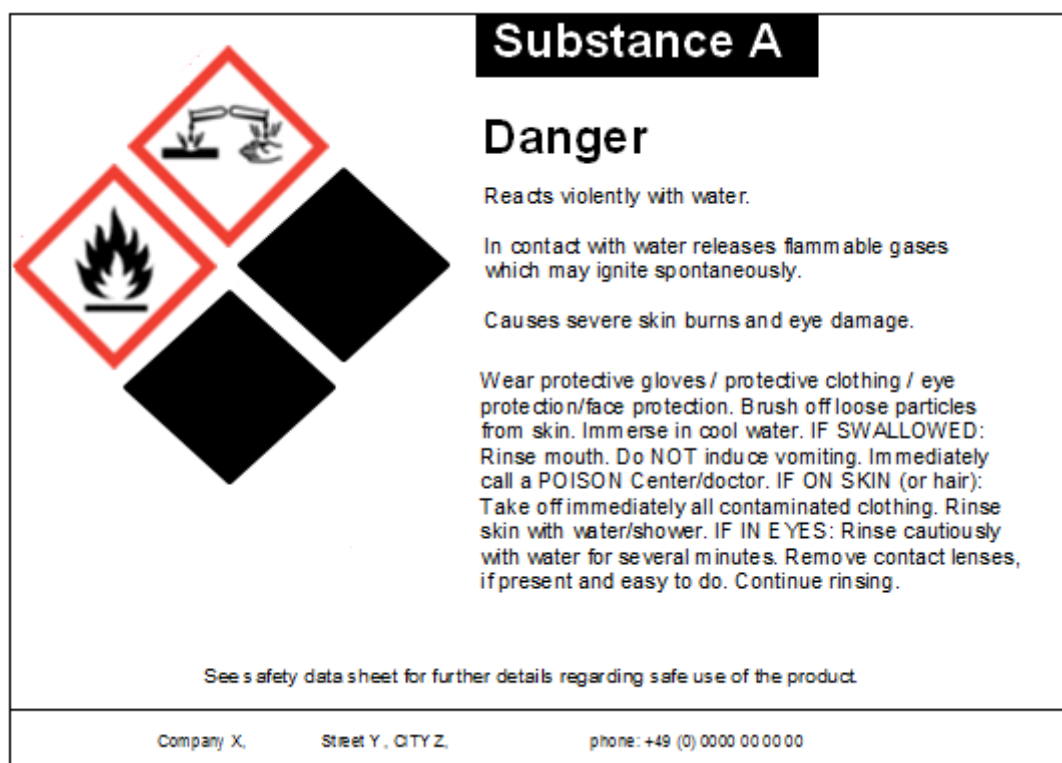 Substance A
Danger
Reacts violently with water.
In contact with water releases flammable gases
which may ignite spontaneously.
Causes severe skin burns and eye damage.
Wear protective gloves / protective clothing / eye
protection/face protection. Brush off loose particles
from skin. Immerse in cool water. IF SWALLOWED:
Rinse mouth. Do NOT induce vomiting. Immediately
call a POISON Center/doctor. IF ON SKIN (or hair):
Take off immediately all contaminated clothing. Rinse
skin with water/shower. IF IN EYES: Rinse cautiously
with water for several minutes. Remove contact lenses,
if present and easy to do. Continue rinsing.
See safety data sheet for further details regarding safe use of the product.
Company X, Street Y, CITY Z, phone: +49 (0) 0000 000000